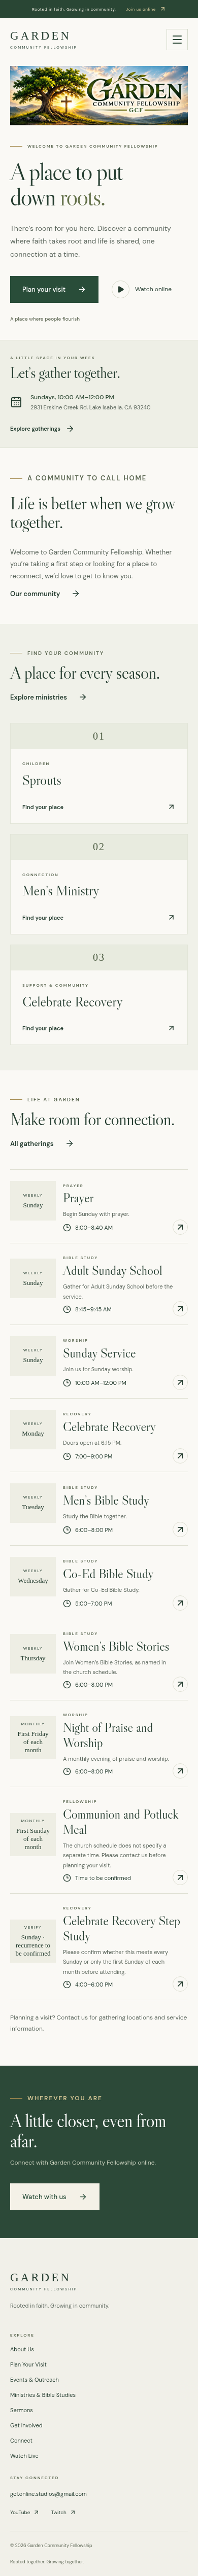 Rooted in faith. Growing in community. Join us online
GARDEN
COMMUNITY FELLOWSHIP
GARDEN
COMMUNITY FELLOWSHIP
GCF
WELCOME TO GARDEN COMMUNITY FELLOWSHIP
A place to put
down roots.
There's room for you here. Discover a community
where faith takes root and life is shared, one
connection at a time.
Plan your visit
Watch online
A place where people flourish
A LITTLE SPACE IN YOUR WEEK
Let's gather together.
Sundays, 10:00 AM–12:00 PM
2931 Erskine Creek Rd, Lake Isabella, CA 93240
Explore gatherings
A COMMUNITY TO CALL HOME
Life is better when we grow
together.
Welcome to Garden Community Fellowship. Whether
you're taking a first step or looking for a place to
reconnect, we'd love to get to know you.
Our community
FIND YOUR COMMUNITY
A place for every season.
Explore ministries
01
CHILDREN
Sprouts
Find your place
02
CONNECTION
Men's Ministry
Find your place
03
SUPPORT & COMMUNITY
Celebrate Recovery
Find your place
LIFE AT GARDEN
Make room for connection.
All gatherings
WEEKLY
Sunday
PRAYER
Prayer
Begin Sunday with prayer.
8:00–8:40 AM
WEEKLY
Sunday
BIBLE STUDY
Adult Sunday School
Gather for Adult Sunday School before the
service.
8:45–9:45 AM
WEEKLY
Sunday
WORSHIP
Sunday Service
Join us for Sunday worship.
10:00 AM–12:00 PM
WEEKLY
Monday
RECOVERY
Celebrate Recovery
Doors open at 6:15 PM.
7:00–9:00 PM
WEEKLY
Tuesday
BIBLE STUDY
Men's Bible Study
Study the Bible together.
6:00–8:00 PM
WEEKLY
Wednesday
BIBLE STUDY
Co-Ed Bible Study
Gather for Co-Ed Bible Study.
5:00–7:00 PM
WEEKLY
Thursday
BIBLE STUDY
Women's Bible Stories
Join Women's Bible Stories, as named in
the church schedule.
6:00–8:00 PM
MONTHLY
First Friday
of each
month
WORSHIP
Night of Praise and
Worship
A monthly evening of praise and worship.
6:00–8:00 PM
MONTHLY
First Sunday
of each
month
FELLOWSHIP
Communion and Potluck
Meal
The church schedule does not specify a
separate time. Please contact us before
planning your visit.
Time to be confirmed
VERIFY
Sunday ·
recurrence to
be confirmed
RECOVERY
Celebrate Recovery Step
Study
Please confirm whether this meets every
Sunday or only the first Sunday of each
month before attending.
4:00–6:00 PM
Planning a visit? Contact us for gathering locations and service
information.
WHEREVER YOU ARE
A little closer, even from
afar.
Connect with Garden Community Fellowship online.
Watch with us
GARDEN
COMMUNITY FELLOWSHIP
Rooted in faith. Growing in community.
EXPLORE
About Us
Plan Your Visit
Events & Outreach
Ministries & Bible Studies
Sermons
Get Involved
Connect
Watch Live
STAY CONNECTED
gcf.online.studios@gmail.com
YouTube Twitch
© 2026 Garden Community Fellowship
Rooted together. Growing together.